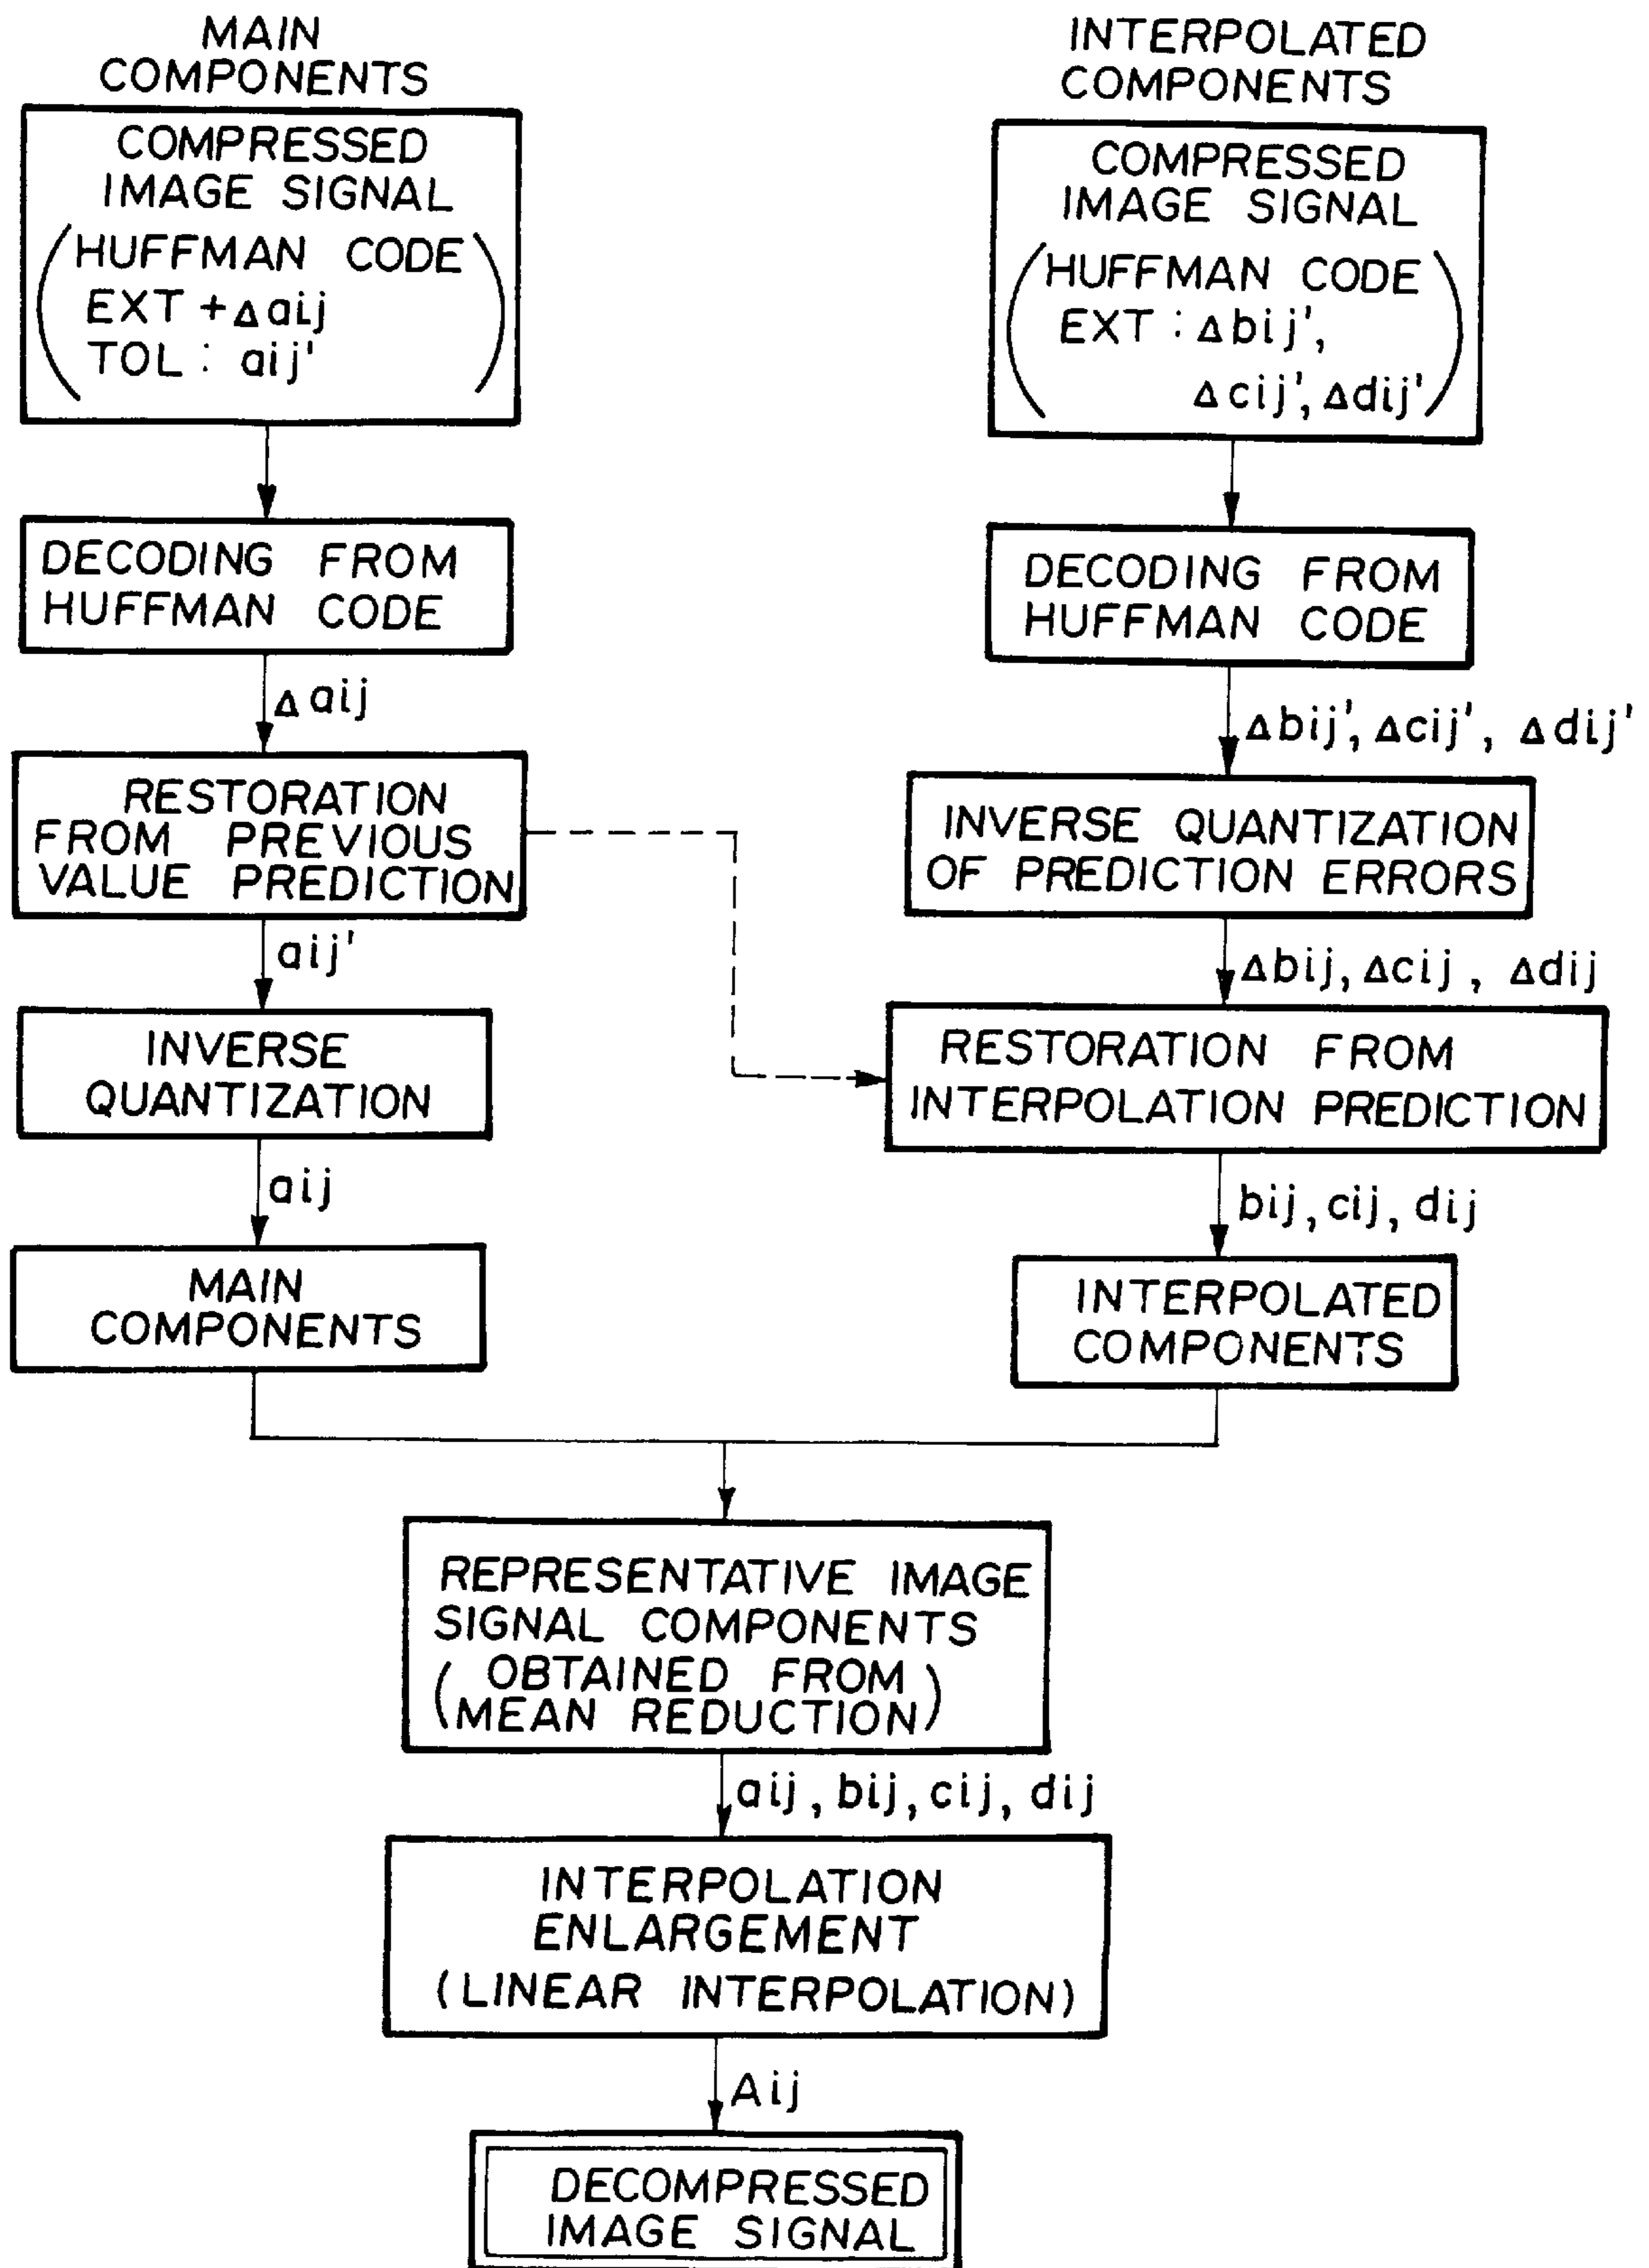 MAIN
COMPONENTS
COMPRESSED
IMAGE SIGNAL
(HUFFMAN CODE
EXT + Δaij
TOL : aij')
DECODING FROM
HUFFMAN CODE
Δaij
RESTORATION
FROM PREVIOUS
VALUE PREDICTION
aij'
INVERSE
QUANTIZATION
aij
MAIN
COMPONENTS
INTERPOLATED
COMPONENTS
COMPRESSED
IMAGE SIGNAL
(HUFFMAN CODE
EXT : Δbij',
Δcij', Δdij')
DECODING FROM
HUFFMAN CODE
Δbij', Δcij', Δdij'
INVERSE QUANTIZATION
OF PREDICTION ERRORS
Δbij, Δcij, Δdij
RESTORATION FROM
INTERPOLATION PREDICTION
bij, cij, dij
INTERPOLATED
COMPONENTS
REPRESENTATIVE IMAGE
SIGNAL COMPONENTS
(OBTAINED FROM
MEAN REDUCTION)
aij, bij, cij, dij
INTERPOLATION
ENLARGEMENT
(LINEAR INTERPOLATION)
Aij
DECOMPRESSED
IMAGE SIGNAL